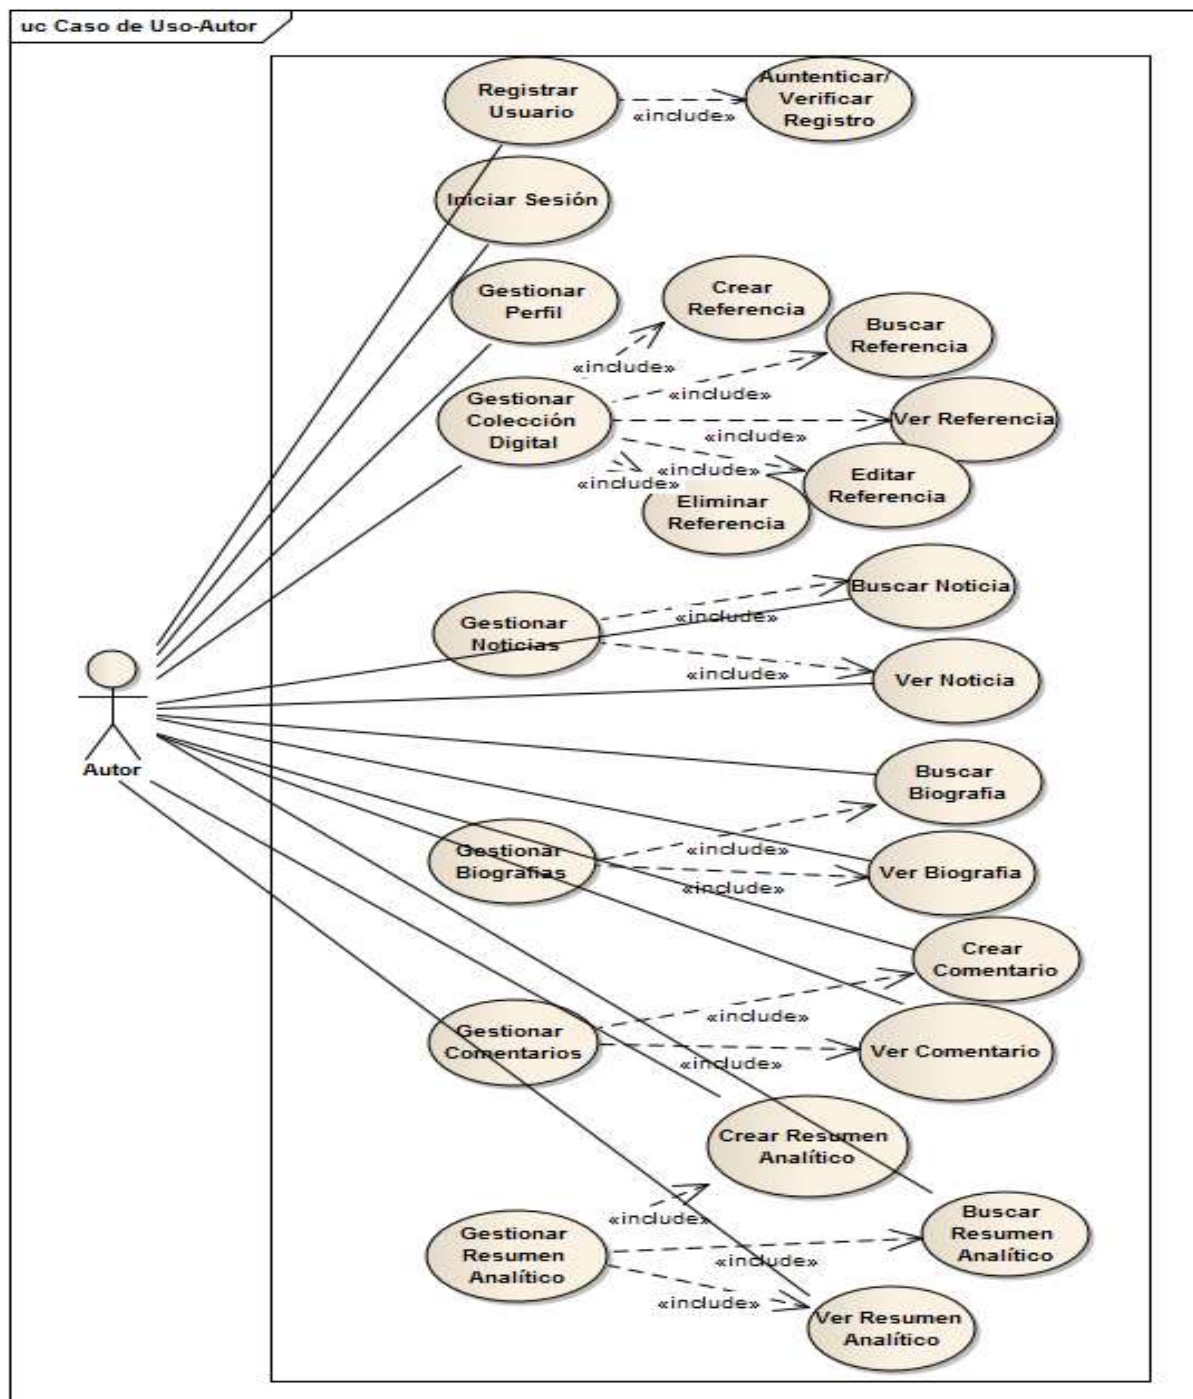 uc Caso de Uso-Autor
Registrar
Usuario
«include»
Auntenticar/
Verificar
Registro
Iniciar Sesión
Gestionar
Perfil
Crear
Referencia
Buscar
Referencia
«include»
«include»
Gestionar
Colección
Digital
Ver Referencia
«include»
«include»
«include»
Editar
Referencia
Eliminar
Referencia
Buscar Noticia
Gestionar
Noticias
«include»
«include»
Ver Noticia
Autor
Buscar
Biografia
Gestionar
Biografias
«include»
«include»
Ver Biografia
Crear
Comentario
Gestionar
Comentarios
«include»
«include»
Ver Comentario
Crear Resumen
Analítico
Gestionar
Resumen
Analítico
«include»
«include»
«include»
Buscar
Resumen
Analítico
Ver Resumen
Analítico